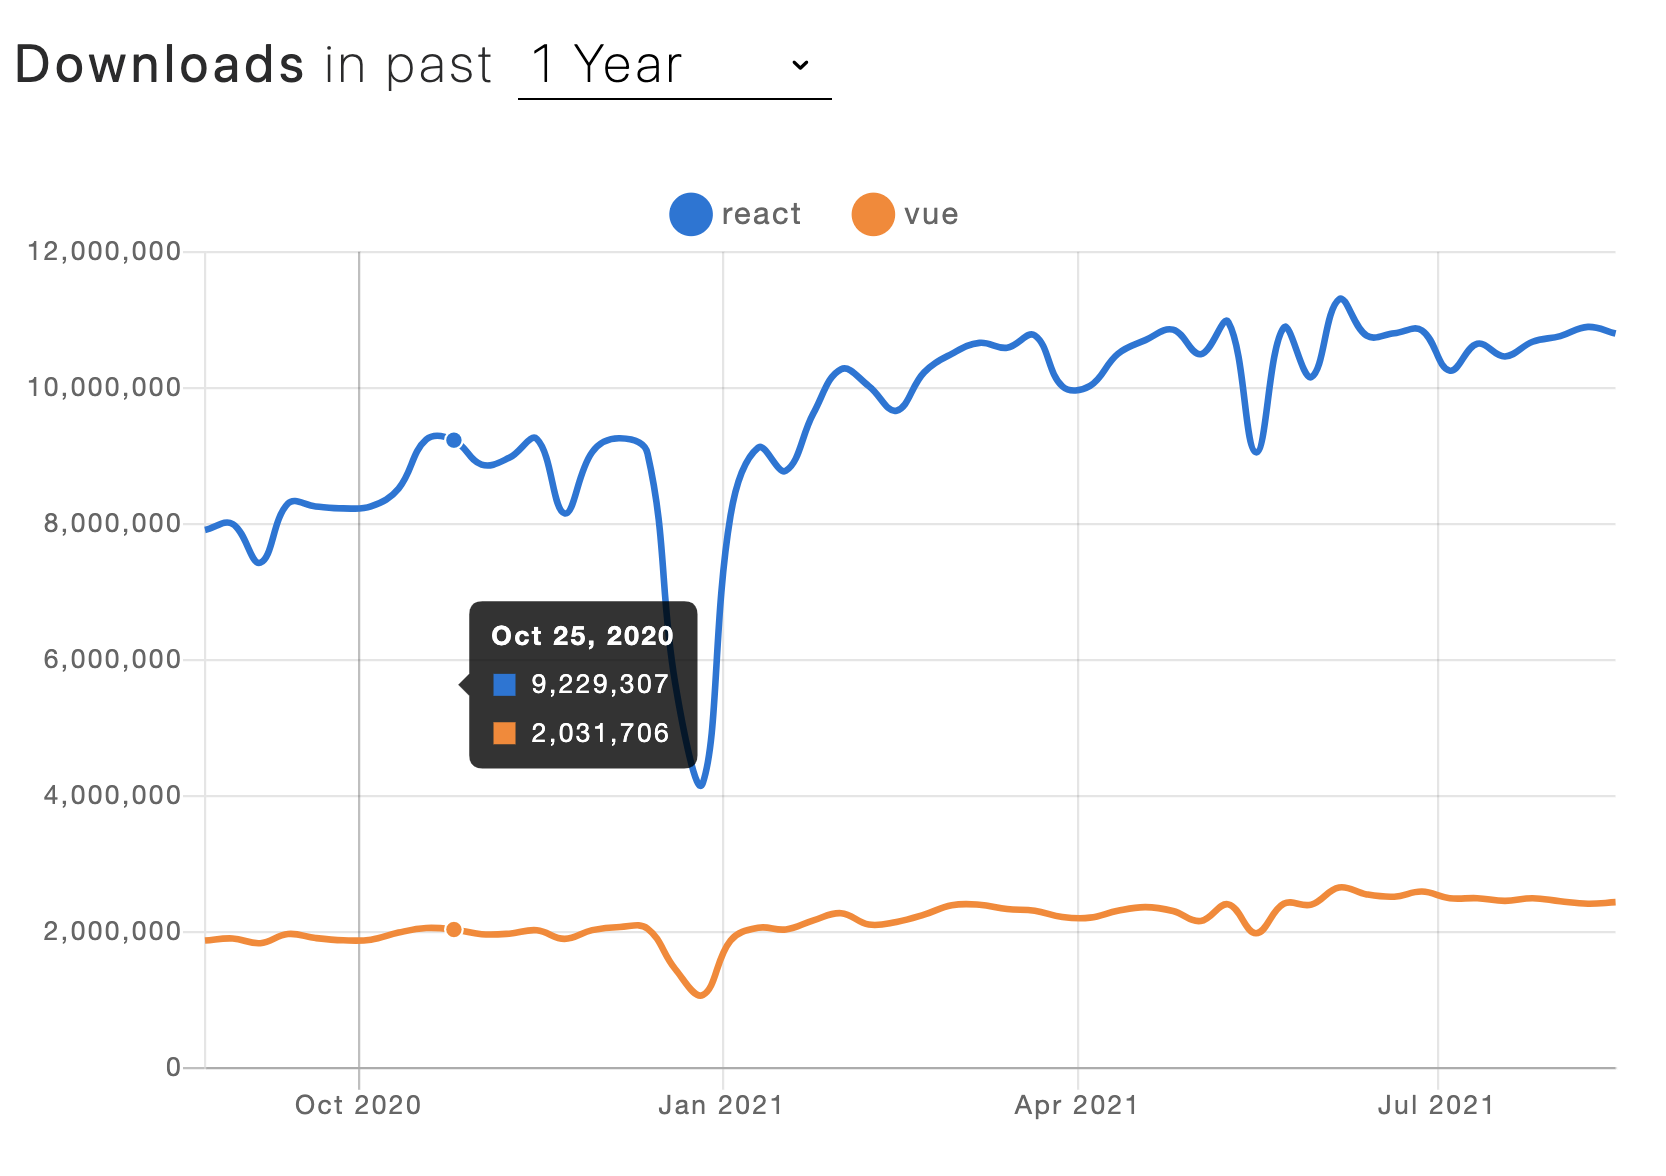 Downloads in past 1 Year
react vue
12,000,000
10,000,000
8,000,000
6,000,000
4,000,000
2,000,000
0
Oct 25, 2020
9,229,307
2,031,706
Oct 2020 Jan 2021 Apr 2021 Jul 2021